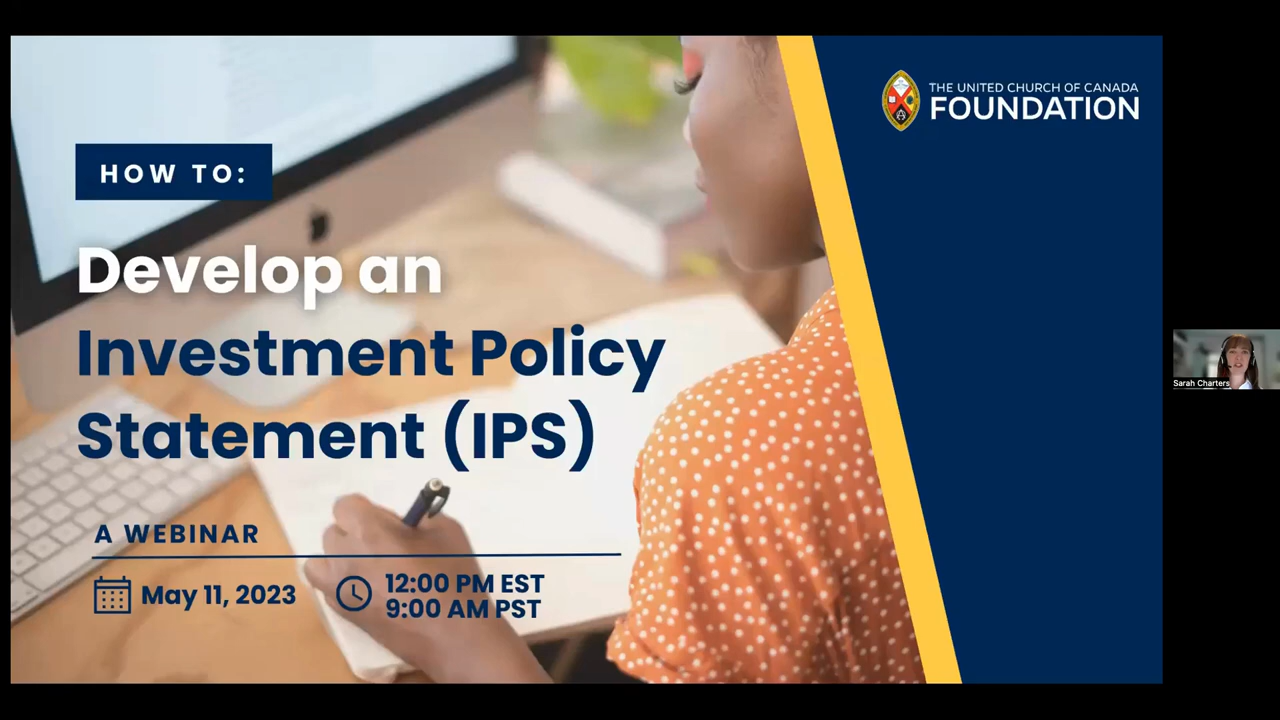 THE UNITED CHURCH OF CANADA
FOUNDATION
HOW TO:
Develop an
Investment Policy
Statement (IPS)
A WEBINAR
May 11, 2023
12:00 PM EST
9:00 AM PST
Sarah Charters